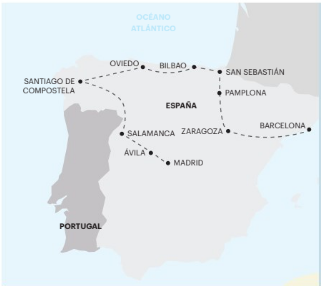 OCÉANO
ATLÁNTICO
OVIEDO
BILBAO
SAN SEBASTIÁN
SANTIAGO DE
COMPOSTELA
PAMPLONA
ESPAÑA
BARCELONA
SALAMANCA
ZARAGOZA
ÁVILA
MADRID
PORTUGAL